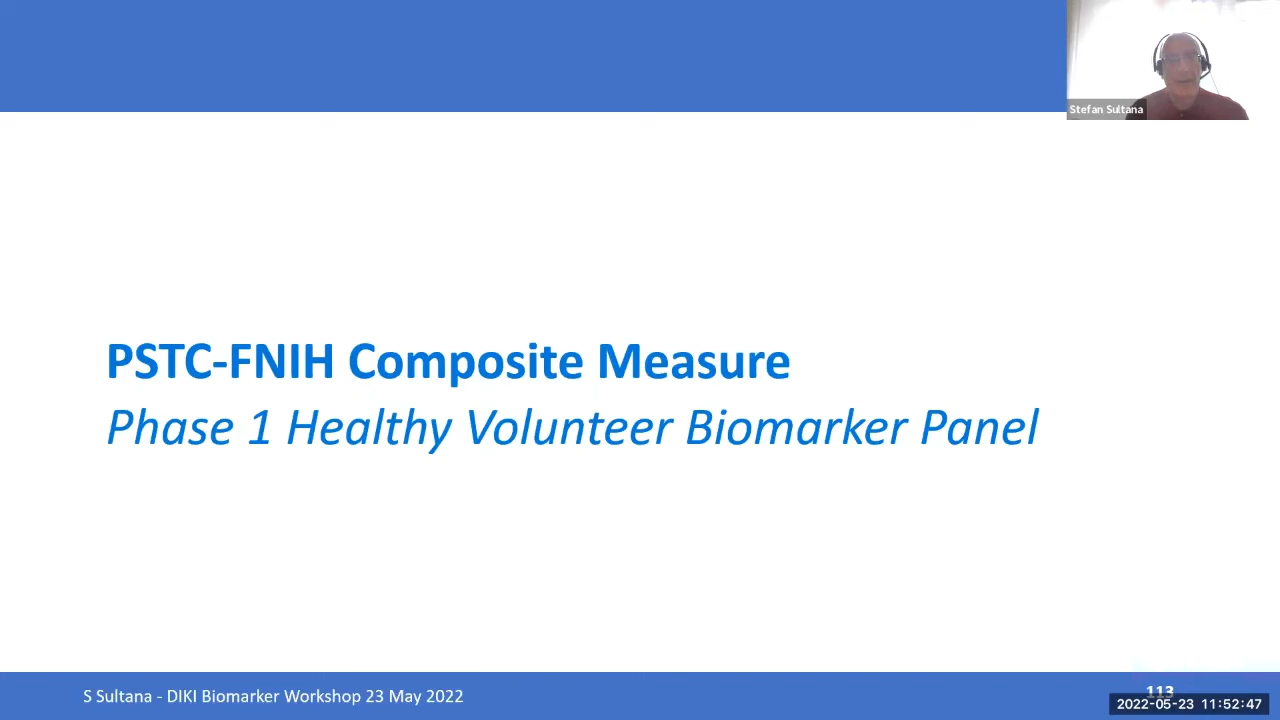 Stefan Sultana
PSTC-FNIH Composite Measure
Phase 1 Healthy Volunteer Biomarker Panel
S Sultana - DIKI Biomarker Workshop 23 May 2022
113
2022-05-23 11:52:47